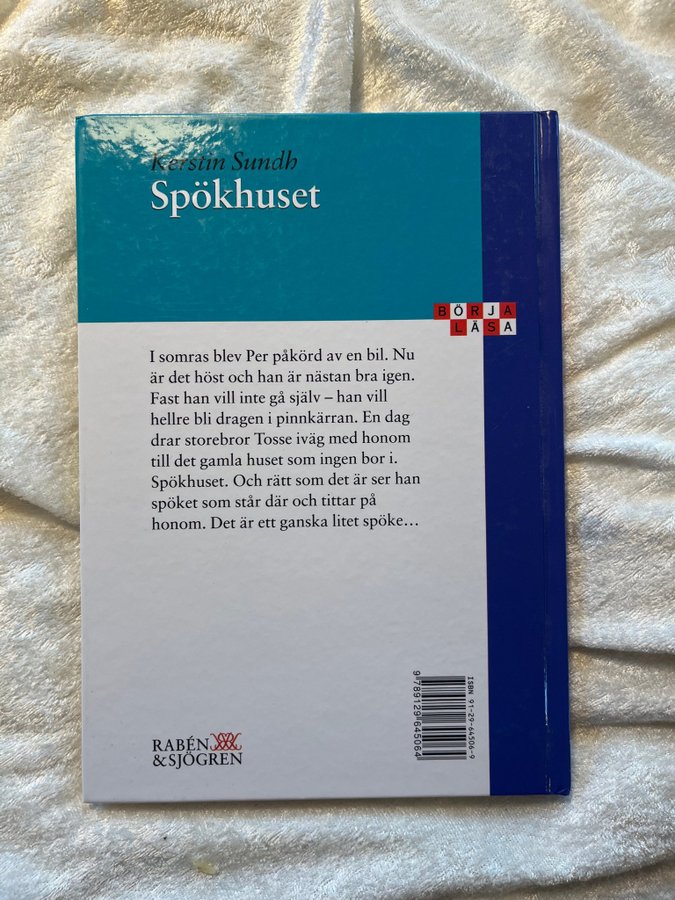 Kerstin Sundh
Spökhuset
BÖRJA
LÄSA
I somras blev Per påkörd av en bil. Nu
är det höst och han är nästan bra igen.
Fast han vill inte gå själv – han vill
hellre bli dragen i pinnkärran. En dag
drar storebror Tosse iväg med honom
till det gamla huset som ingen bor i.
Spökhuset. Och rätt som det är ser han
spöket som står där och tittar på
honom. Det är ett ganska litet spöke…
ISBN 91-29-64506-9
9 789129 645064
RABÉN
&SJÖGREN